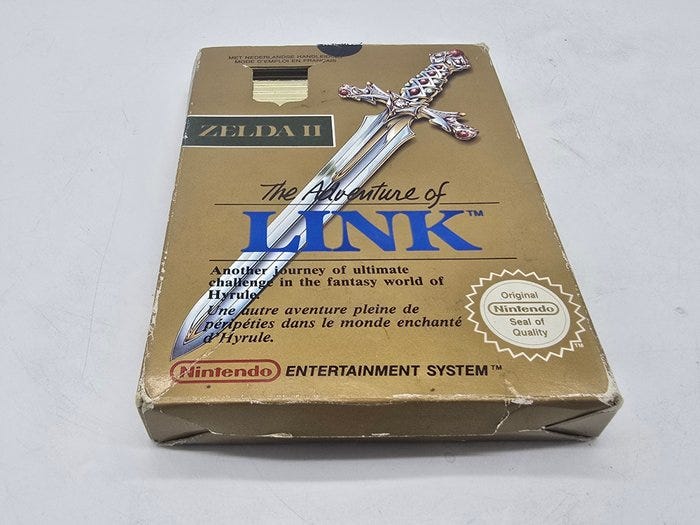 MET NEDERLANDSE HANDLEIDING
MODE D'EMPLOI EN FRANÇAIS
ZELDA II
The Adventure of
LINK™
Another journey of ultimate
challenge in the fantasy world of
Hyrule.
Une autre aventure pleine de
péripéties dans le monde enchanté
d'Hyrule.
Original
Nintendo
Seal of
Quality
TM
Nintendo ENTERTAINMENT SYSTEM™